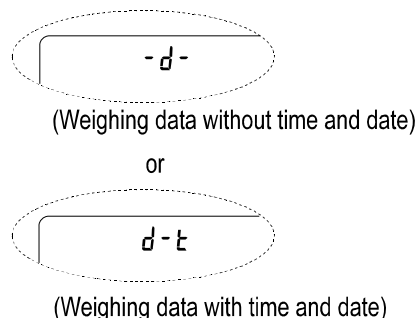 -d-
(Weighing data without time and date)
or
d-t
(Weighing data with time and date)